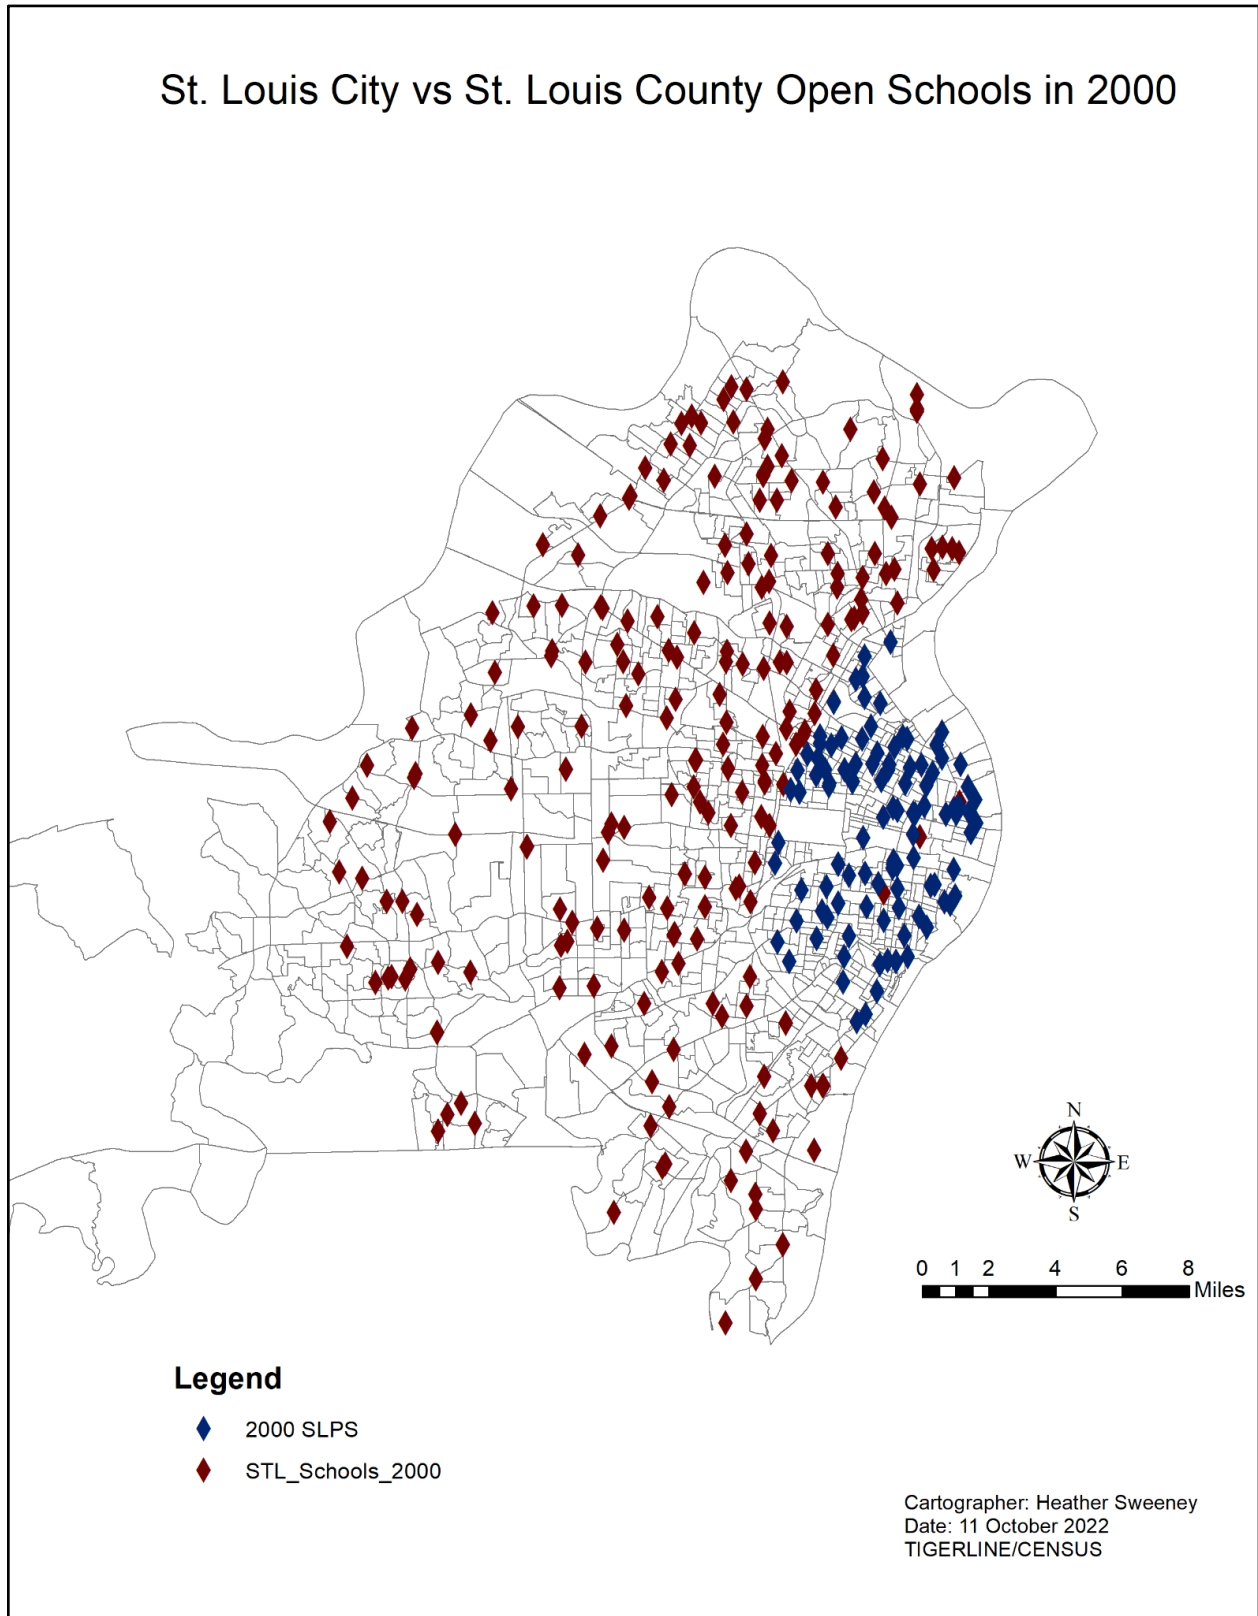 St. Louis City vs St. Louis County Open Schools in 2000
N
W E
S
0 1 2 4 6 8
Miles
Legend
2000 SLPS
STL_Schools_2000
Cartographer: Heather Sweeney
Date: 11 October 2022
TIGERLINE/CENSUS